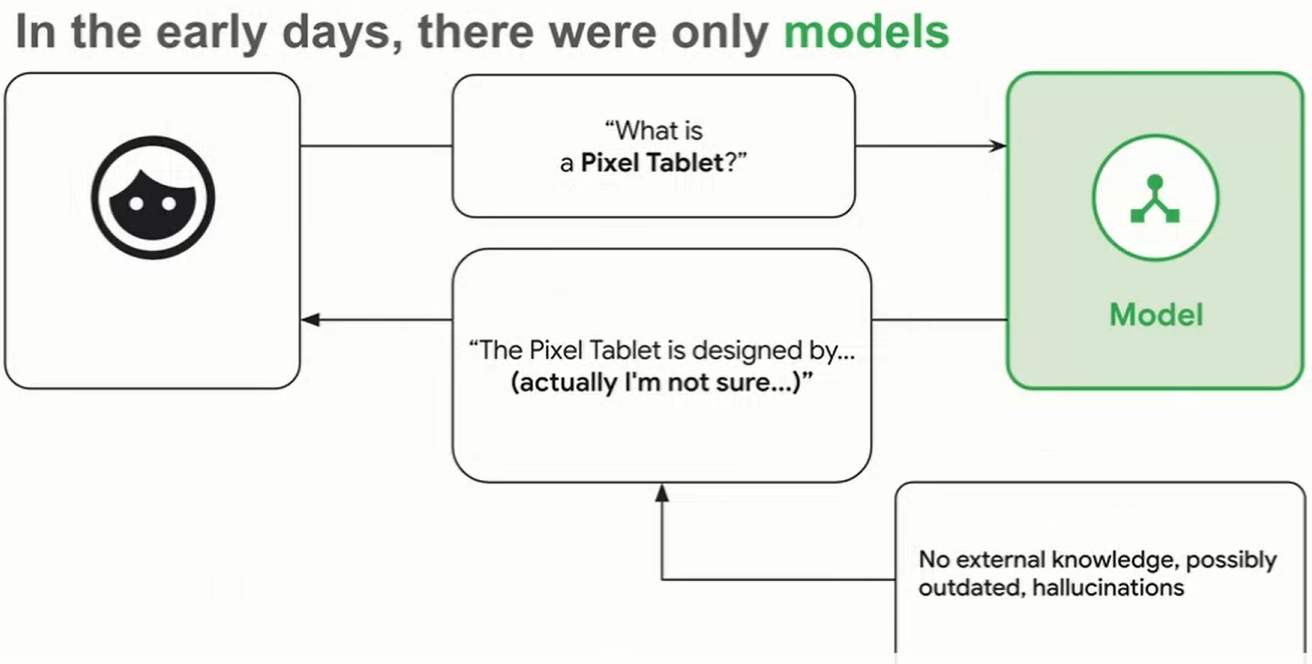 In the early days, there were only models
“What is
a Pixel Tablet?”
“The Pixel Tablet is designed by...
(actually I'm not sure...)”
Model
No external knowledge, possibly
outdated, hallucinations